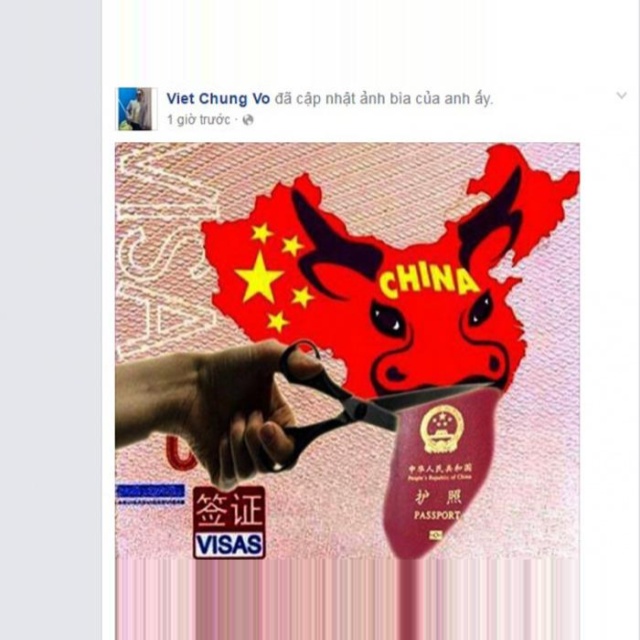 Viet Chung Vo đã cập nhật ảnh bìa của anh ấy.
1 giờ trước ·
VISA
CHINA
中华人民共和国
People's Republic of China
护 照
PASSPORT
签证
VISAS